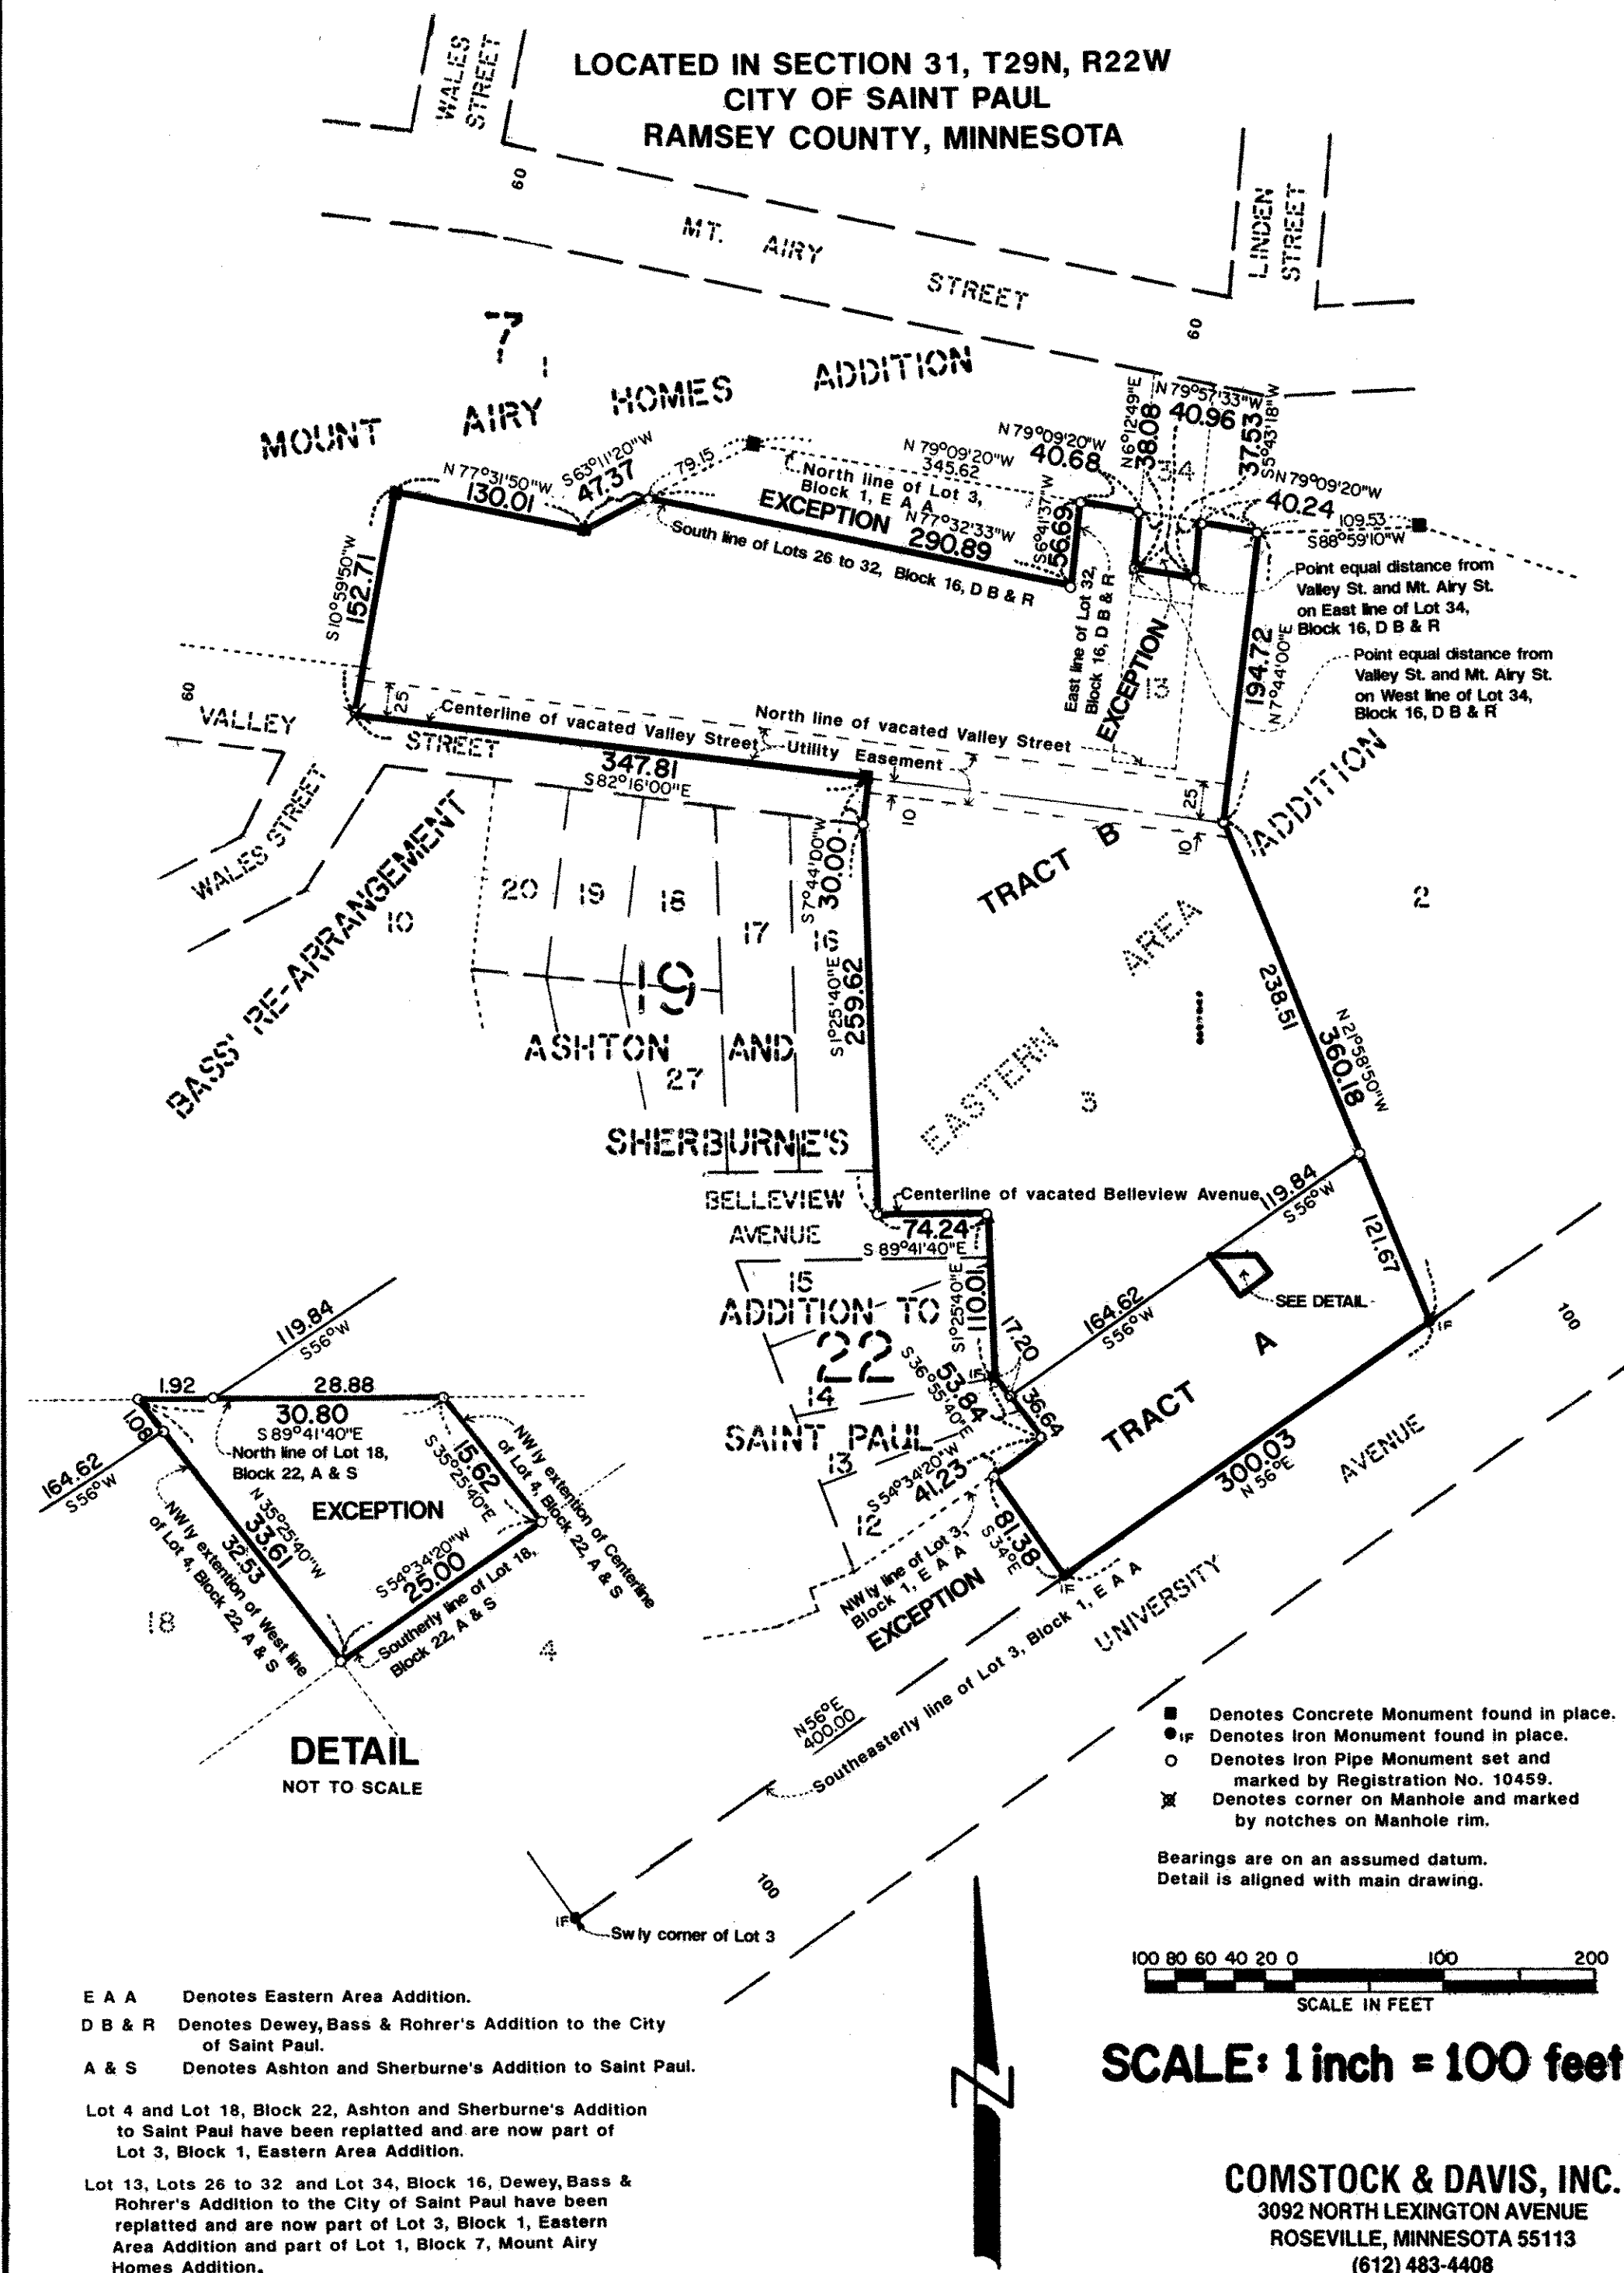 LOCATED IN SECTION 31, T29N, R22W
CITY OF SAINT PAUL
RAMSEY COUNTY, MINNESOTA
WALES
STREET
60
MT. AIRY STREET
LINDEN
STREET
60
7
1
MOUNT AIRY HOMES ADDITION
N 77°31'50"W
130.01
S63°11'20"W
47.37
79.15
N 79°09'20"W
345.62
North line of Lot 3,
Block 1, E A A
EXCEPTION
N 77°32'33"W
290.89
South line of Lots 26 to 32, Block 16, D B & R
N 79°09'20"W
40.68
S6°41'37"W
56.69
N6°12'49"E
38.08
N 79°57'33"W
40.96
37.53
S5°43'18"W
34
N79°09'20"W
40.24
109.53
S88°59'10"W
Point equal distance from
Valley St. and Mt. Airy St.
on East line of Lot 34,
Block 16, D B & R
Point equal distance from
Valley St. and Mt. Airy St.
on West line of Lot 34,
Block 16, D B & R
East line of Lot 32,
Block 16, D B & R
EXCEPTION
13
194.72
N7°44'00"E
S10°59'50"W
152.71
60
VALLEY
STREET
25
Centerline of vacated Valley Street
North line of vacated Valley Street
Utility Easement
347.81
S82°16'00"E
10
25
10
WALES STREET
BASS' RE-ARRANGEMENT
10
20
19
18
17
16
19
S7°44'00"W
30.00
S1°25'40"E
259.62
TRACT B
EASTERN AREA ADDITION
2
3
238.51
N 21°58'50"W
360.18
121.67
ASHTON AND
27
SHERBURNE'S
BELLEVIEW
AVENUE
Centerline of vacated Belleview Avenue
74.24
S 89°41'40"E
119.84
S56°W
15
ADDITION TO
22
14
SAINT PAUL
13
12
S1°25'40"E
110.01
17.20
IF
S 36°55'40"E
53.84
36.64
164.62
S56°W
SEE DETAIL
IF
100
TRACT A
S54°34'20"W
41.23
81.38
S34°E
300.03
N 56°E
IF
NWly line of Lot 3,
Block 1, E A A
EXCEPTION
UNIVERSITY AVENUE
N56°E
400.00
Southeasterly line of Lot 3, Block 1, E A A
100
IF
Swly corner of Lot 3
119.84
S56°W
1.92
28.88
30.80
S89°41'40"E
1.08
North line of Lot 18,
Block 22, A & S
164.62
S56°W
NWly extention of West line
of Lot 4, Block 22, A & S
N 35°25'40"W
33.61
32.53
EXCEPTION
15.62
S 35°25'40"E
NWly extention of Centerline
of Lot 4, Block 22, A & S
S54°34'20"W
25.00
Southerly line of Lot 18,
Block 22, A & S
18
4
DETAIL
NOT TO SCALE
Denotes Concrete Monument found in place.
IF Denotes Iron Monument found in place.
Denotes Iron Pipe Monument set and
marked by Registration No. 10459.
Denotes corner on Manhole and marked
by notches on Manhole rim.
Bearings are on an assumed datum.
Detail is aligned with main drawing.
100 80 60 40 20 0 100 200
SCALE IN FEET
SCALE: 1 inch = 100 feet
E A A Denotes Eastern Area Addition.
D B & R Denotes Dewey, Bass & Rohrer's Addition to the City
of Saint Paul.
A & S Denotes Ashton and Sherburne's Addition to Saint Paul.
Lot 4 and Lot 18, Block 22, Ashton and Sherburne's Addition
to Saint Paul have been replatted and are now part of
Lot 3, Block 1, Eastern Area Addition.
Lot 13, Lots 26 to 32 and Lot 34, Block 16, Dewey, Bass &
Rohrer's Addition to the City of Saint Paul have been
replatted and are now part of Lot 3, Block 1, Eastern
Area Addition and part of Lot 1, Block 7, Mount Airy
Homes Addition.
Z
COMSTOCK & DAVIS, INC.
3092 NORTH LEXINGTON AVENUE
ROSEVILLE, MINNESOTA 55113
(612) 483-4408